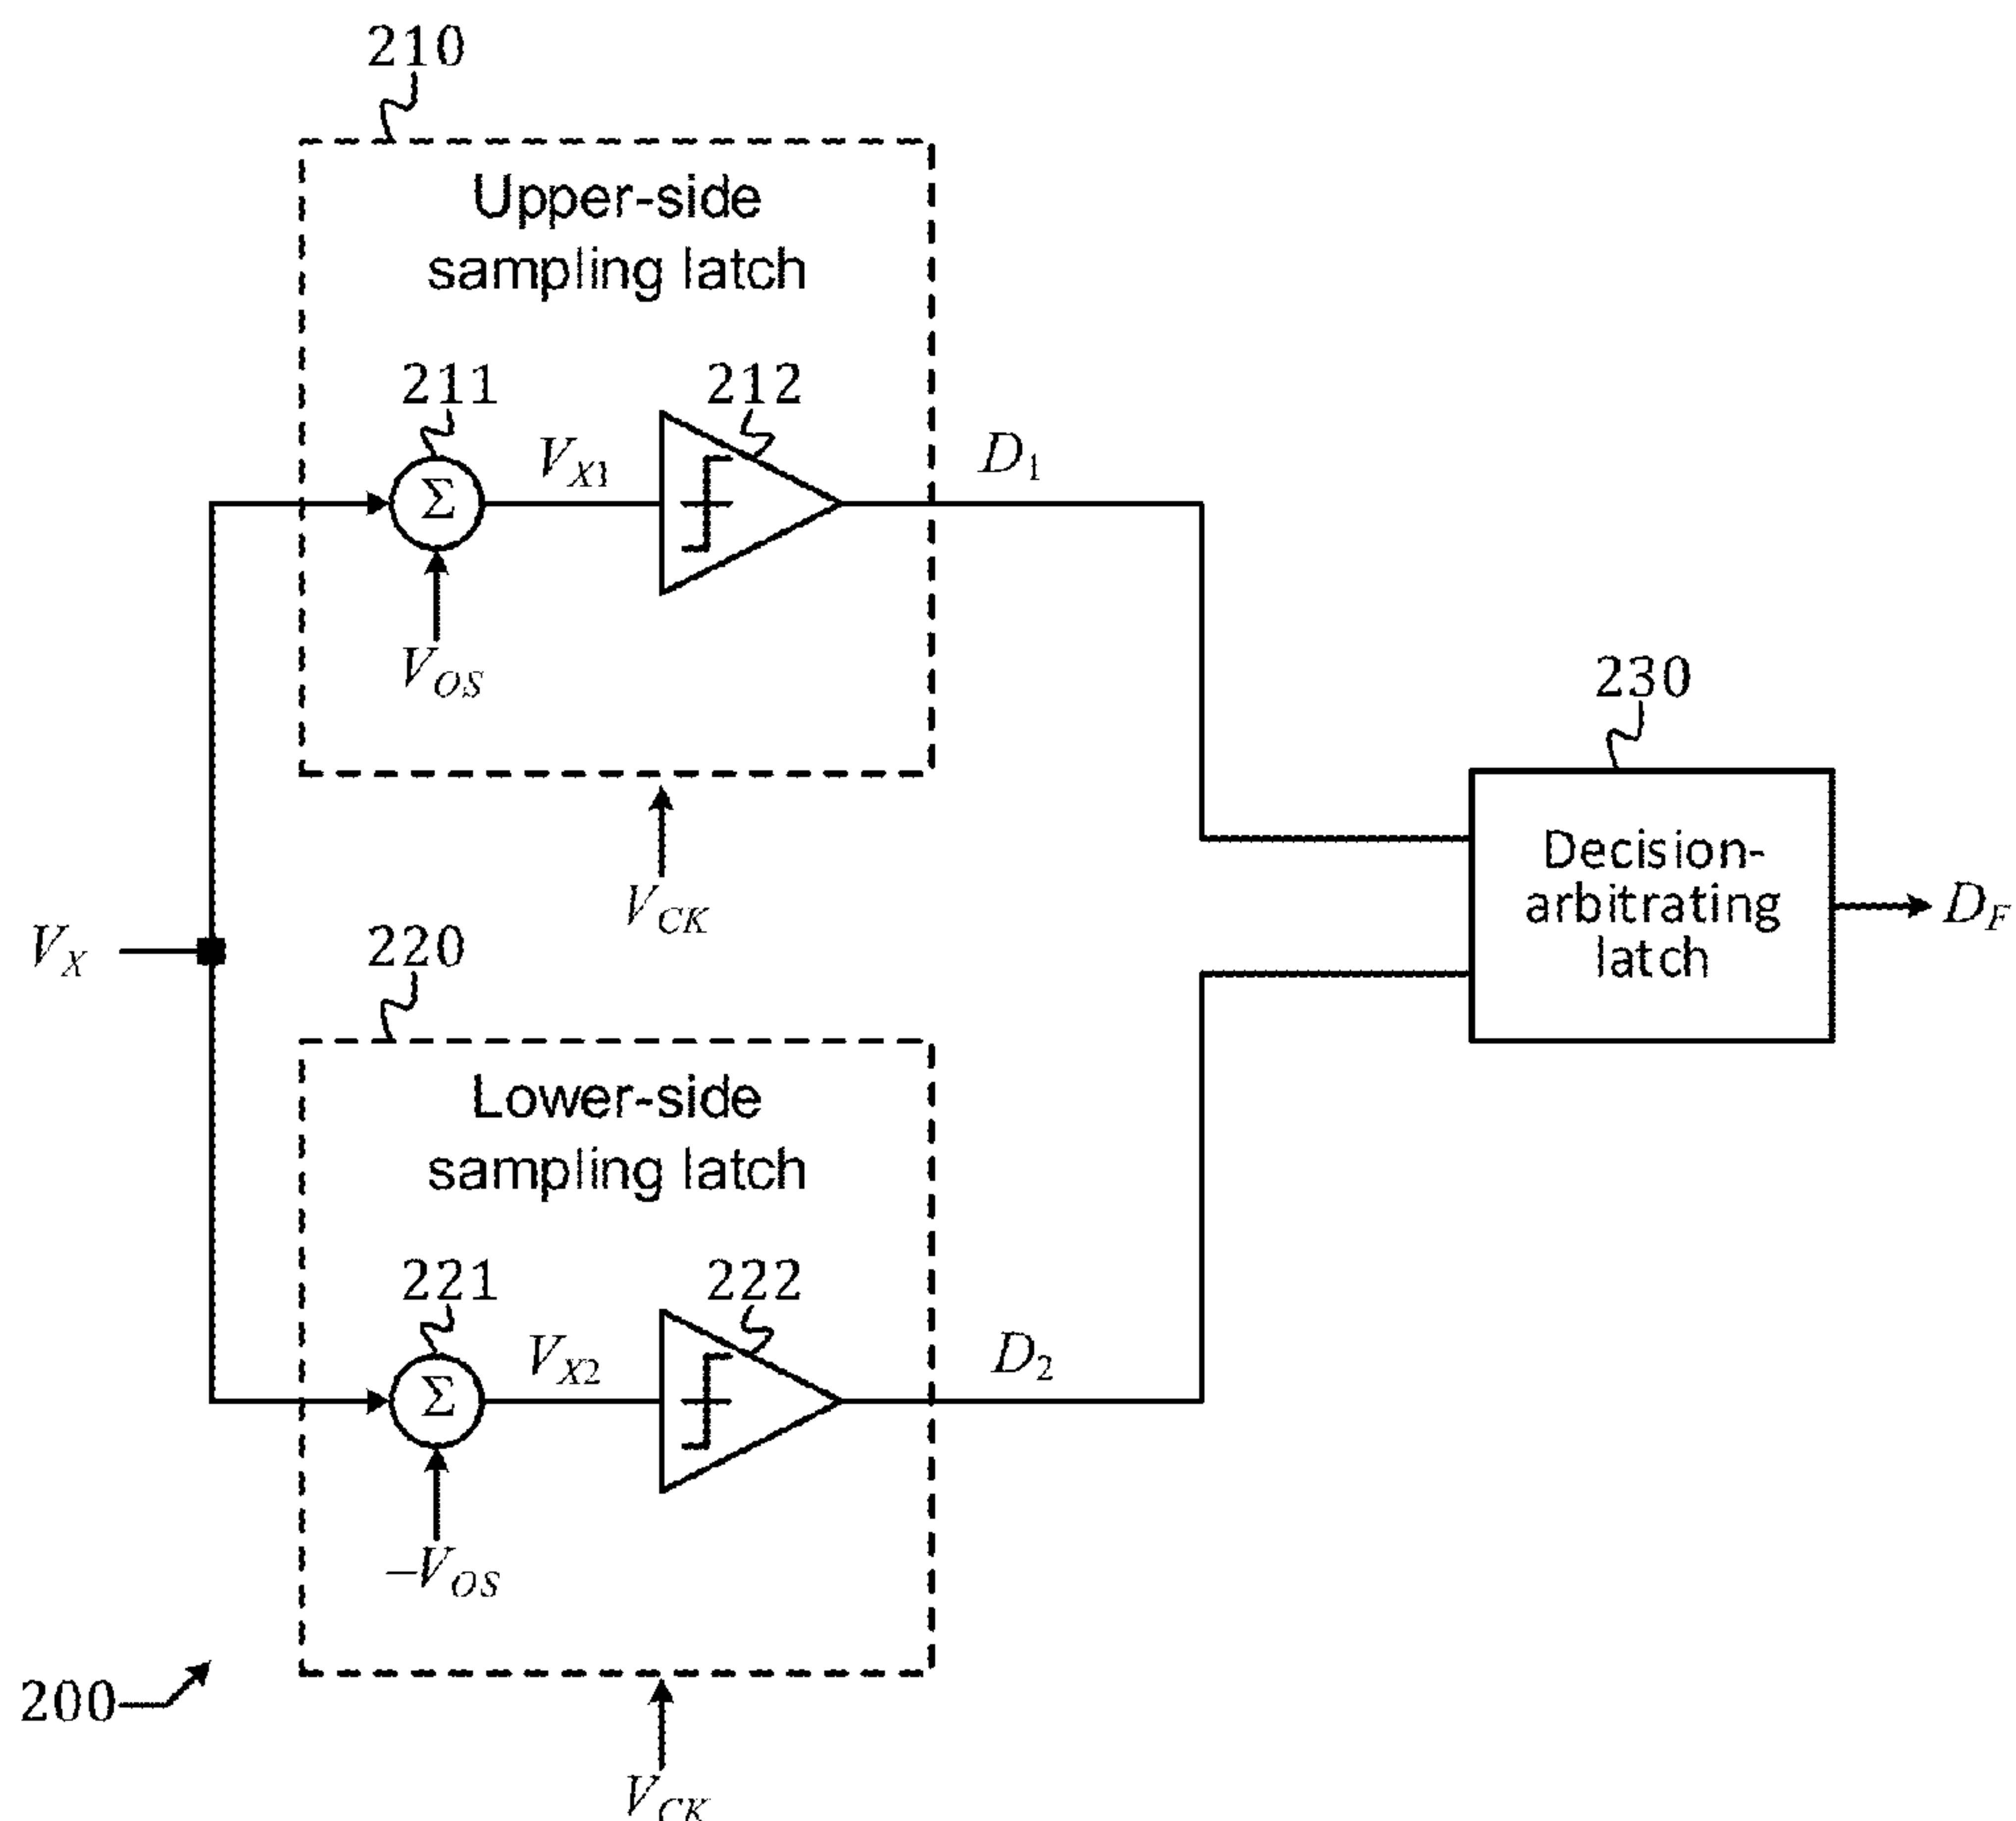 210
Upper-side
sampling latch
211
212
V_X1
D_1
Σ
V_OS
230
V_CK
Decision-
arbitrating
latch
D_F
V_X
220
Lower-side
sampling latch
221
222
V_X2
D_2
Σ
–V_OS
200
V_CK